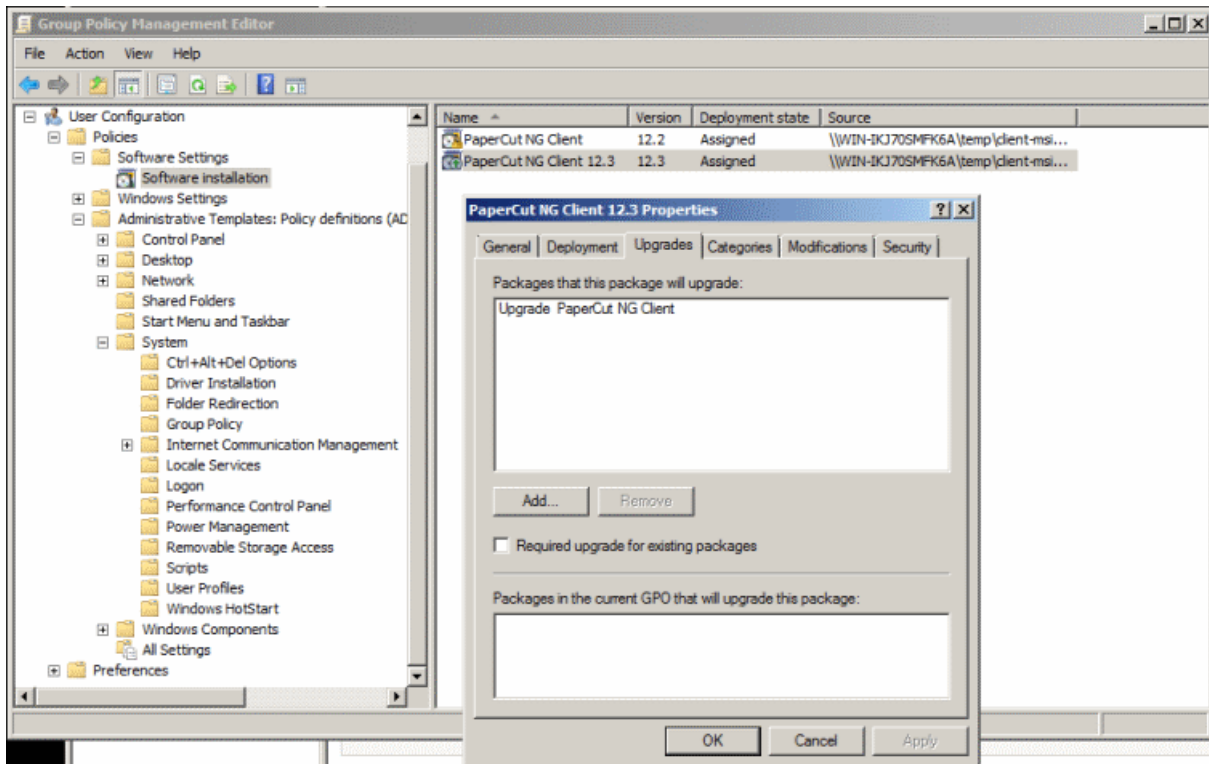 Group Policy Management Editor
File Action View Help
User Configuration
Policies
Software Settings
Software installation
Windows Settings
Administrative Templates: Policy definitions (AD
Control Panel
Desktop
Network
Shared Folders
Start Menu and Taskbar
System
Ctrl+Alt+Del Options
Driver Installation
Folder Redirection
Group Policy
Internet Communication Management
Locale Services
Logon
Performance Control Panel
Power Management
Removable Storage Access
Scripts
User Profiles
Windows HotStart
Windows Components
All Settings
Preferences
Name Version Deployment state Source
PaperCut NG Client 12.2 Assigned \\WIN-IKJ70SMFK6A\temp\client-msi...
PaperCut NG Client 12.3 12.3 Assigned \\WIN-IKJ70SMFK6A\temp\client-msi...
PaperCut NG Client 12.3 Properties
General Deployment Upgrades Categories Modifications Security
Packages that this package will upgrade:
Upgrade PaperCut NG Client
Add... Remove
Required upgrade for existing packages
Packages in the current GPO that will upgrade this package:
OK Cancel Apply